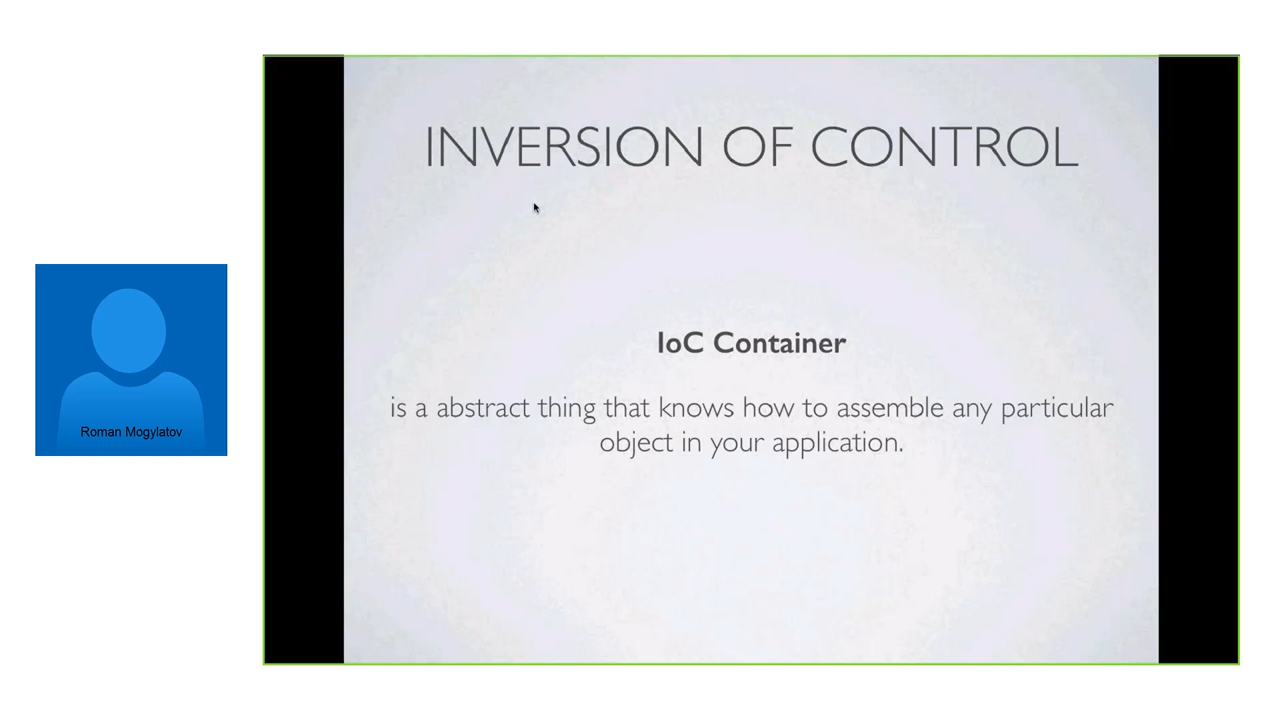 INVERSION OF CONTROL
IoC Container
is a abstract thing that knows how to assemble any particular
object in your application.
Roman Mogylatov